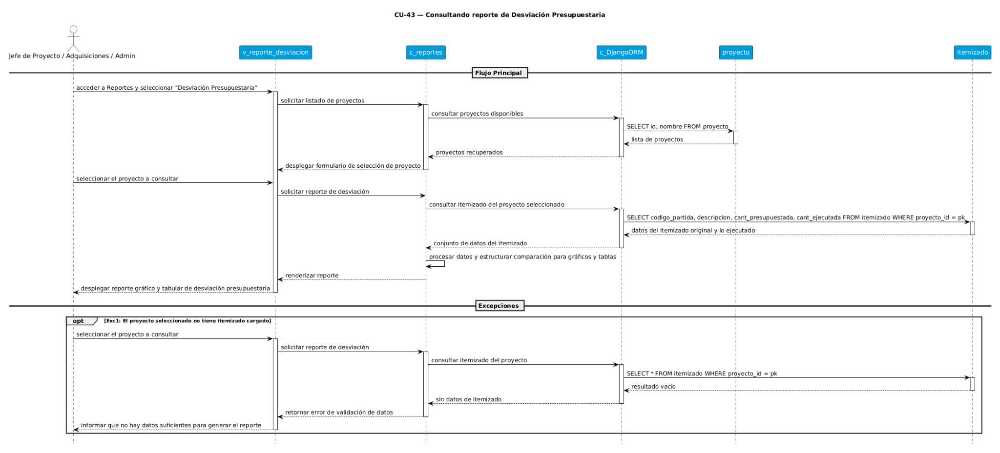 CU-43 — Consultando reporte de Desviación Presupuestaria
Jefe de Proyecto / Adquisiciones / Admin
v_reporte_desviacion
c_reportes
c_DjangoORM
proyecto
itemizado
Flujo Principal
acceder a Reportes y seleccionar "Desviación Presupuestaria"
solicitar listado de proyectos
consultar proyectos disponibles
SELECT id, nombre FROM proyecto
lista de proyectos
proyectos recuperados
desplegar formulario de selección de proyecto
seleccionar el proyecto a consultar
solicitar reporte de desviación
consultar itemizado del proyecto seleccionado
SELECT codigo_partida, descripcion, cant_presupuestada, cant_ejecutada FROM itemizado WHERE proyecto_id = pk
datos del itemizado original y lo ejecutado
conjunto de datos del itemizado
procesar datos y estructurar comparación para gráficos y tablas
renderizar reporte
desplegar reporte gráfico y tabular de desviación presupuestaria
Excepciones
opt [Exc1: El proyecto seleccionado no tiene itemizado cargado]
seleccionar el proyecto a consultar
solicitar reporte de desviación
consultar itemizado del proyecto
SELECT * FROM itemizado WHERE proyecto_id = pk
resultado vacío
sin datos de itemizado
retornar error de validación de datos
informar que no hay datos suficientes para generar el reporte